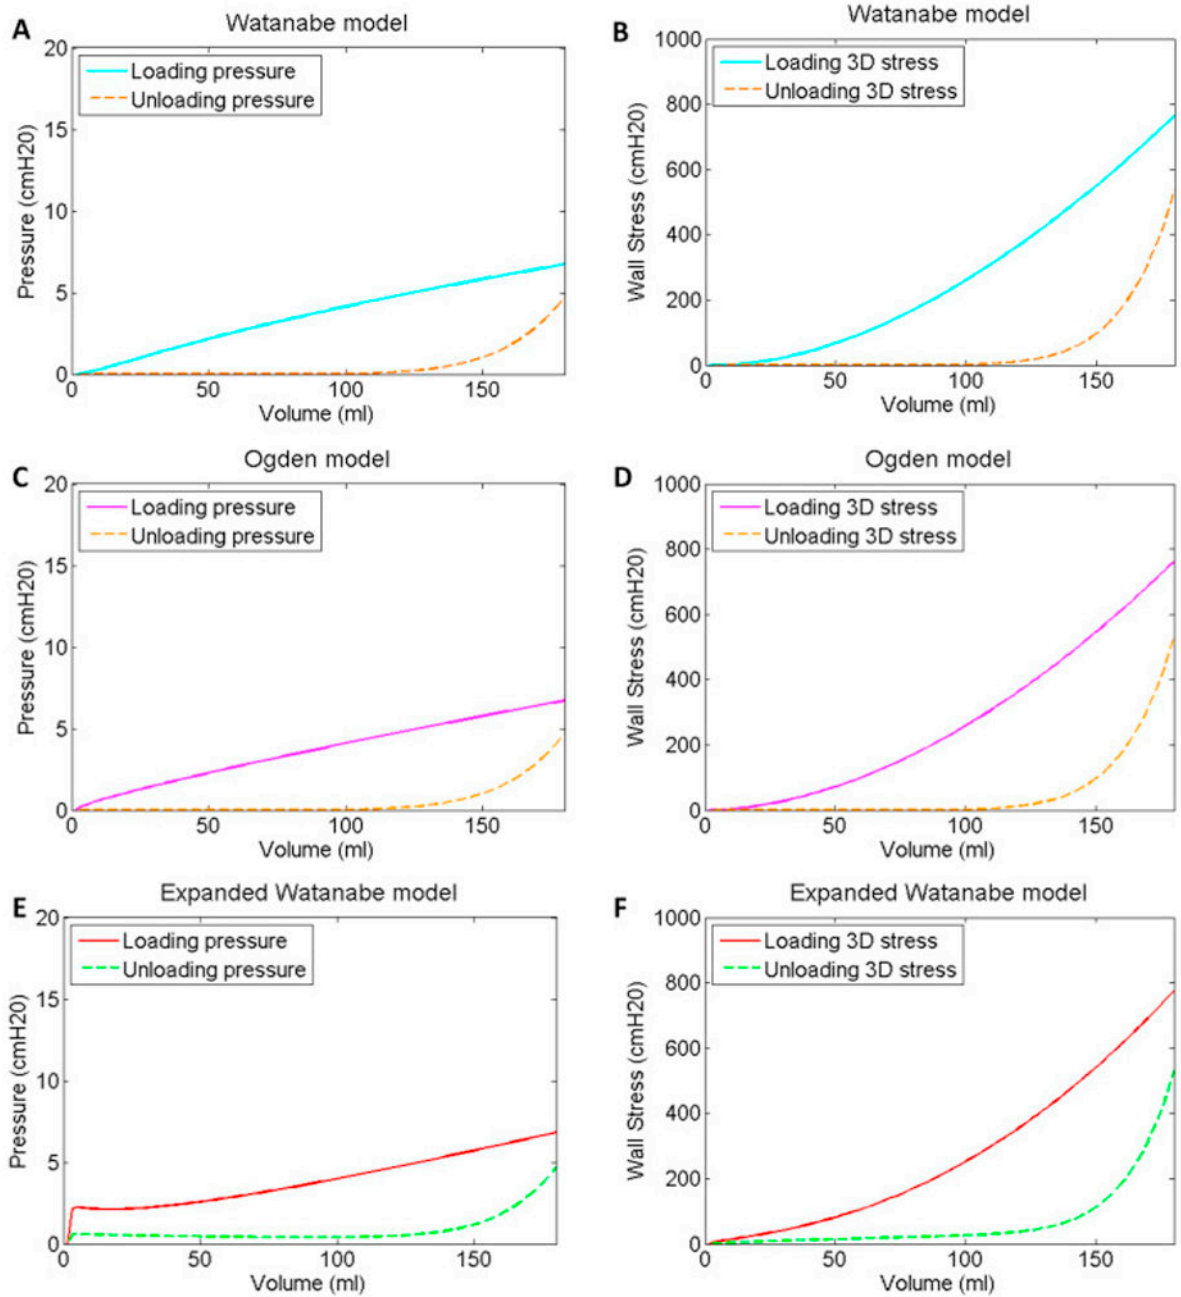 A
Watanabe model
20
15
10
5
0
Loading pressure
Unloading pressure
Pressure (cmH20)
0 50 100 150
Volume (ml)
B
Watanabe model
1000
800
600
400
200
0
Loading 3D stress
Unloading 3D stress
Wall Stress (cmH20)
0 50 100 150
Volume (ml)
C
Ogden model
20
15
10
5
0
Loading pressure
Unloading pressure
Pressure (cmH20)
0 50 100 150
Volume (ml)
D
Ogden model
1000
800
600
400
200
0
Loading 3D stress
Unloading 3D stress
Wall Stress (cmH20)
0 50 100 150
Volume (ml)
E
Expanded Watanabe model
20
15
10
5
0
Loading pressure
Unloading pressure
Pressure (cmH20)
0 50 100 150
Volume (ml)
F
Expanded Watanabe model
1000
800
600
400
200
0
Loading 3D stress
Unloading 3D stress
Wall Stress (cmH20)
0 50 100 150
Volume (ml)